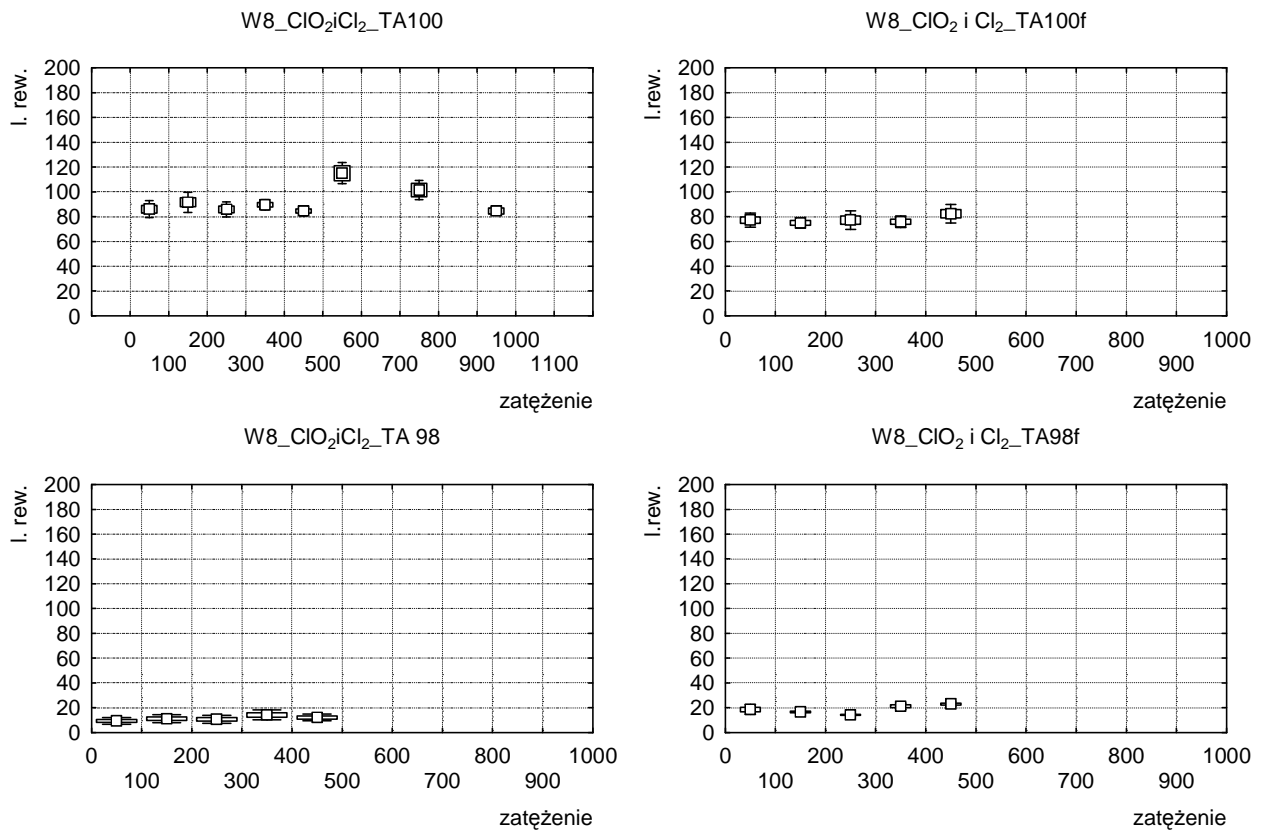 W8_ClO₂iCl₂_TA100
l. rew.
200
180
160
140
120
100
80
60
40
20
0
0 200 400 600 800 1000
100 300 500 700 900 1100
zatężenie
W8_ClO₂ i Cl₂_TA100f
l.rew.
200
180
160
140
120
100
80
60
40
20
0
0 200 400 600 800 1000
100 300 500 700 900
zatężenie
W8_ClO₂iCl₂_TA 98
l. rew.
200
180
160
140
120
100
80
60
40
20
0
0 200 400 600 800 1000
100 300 500 700 900
zatężenie
W8_ClO₂ i Cl₂_TA98f
l.rew.
200
180
160
140
120
100
80
60
40
20
0
0 200 400 600 800 1000
100 300 500 700 900
zatężenie